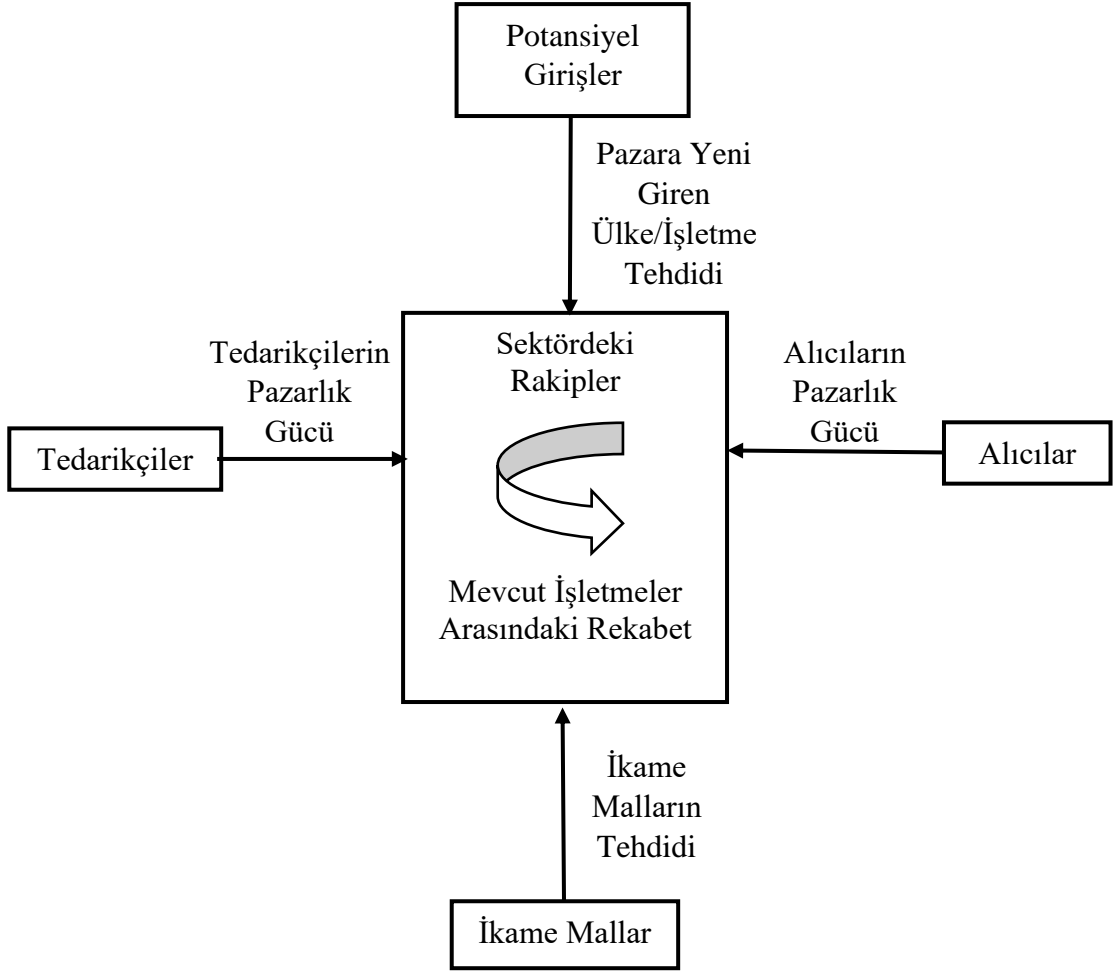 Potansiyel
Girişler
Pazara Yeni
Giren
Ülke/İşletme
Tehdidi
Sektördeki
Rakipler
Tedarikçilerin
Pazarlık
Gücü
Alıcıların
Pazarlık
Gücü
Tedarikçiler
Alıcılar
Mevcut İşletmeler
Arasındaki Rekabet
İkame
Malların
Tehdidi
İkame Mallar